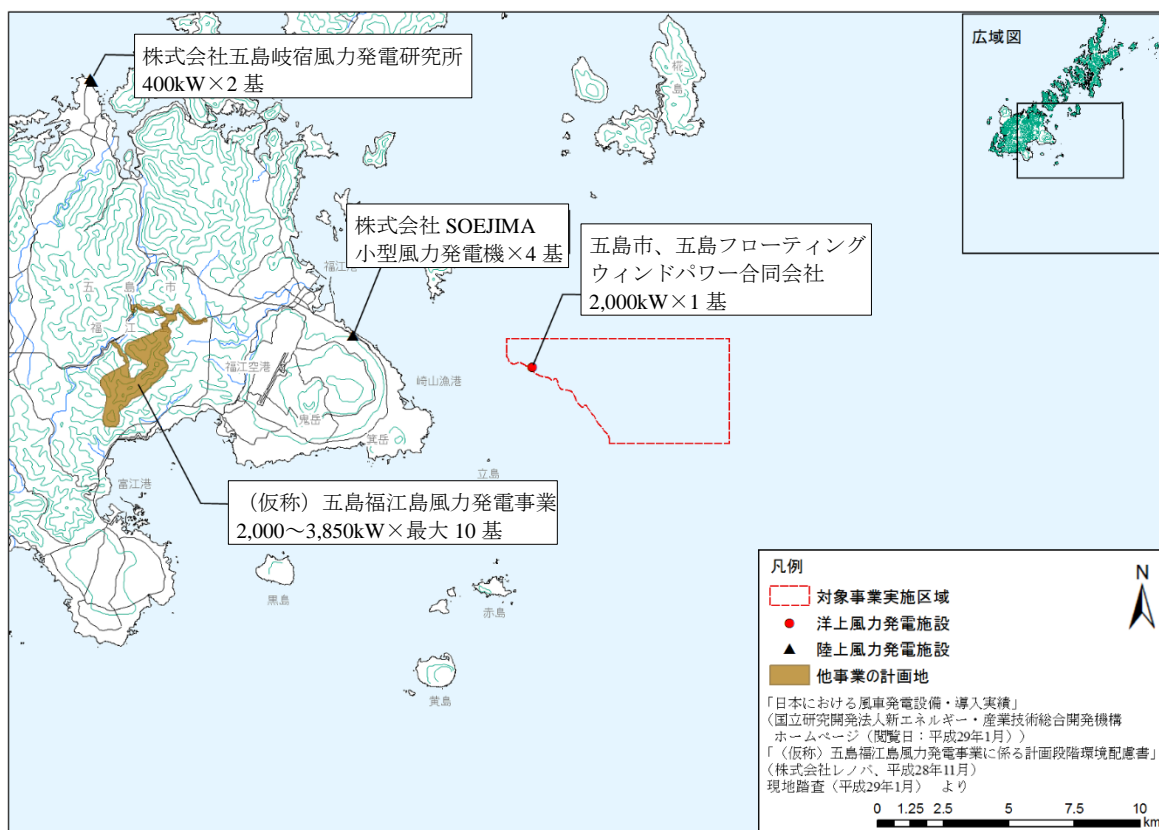 株式会社五島岐宿風力発電研究所
400kW×2 基
広域図
椛島
株式会社 SOEJIMA
小型風力発電機×4 基
五島市、五島フローティング
ウィンドパワー合同会社
2,000kW×1 基
福江港
五島市
福江
福江空港
崎山漁港
鬼岳
箕岳
立島
富江港
（仮称）五島福江島風力発電事業
2,000～3,850kW×最大 10 基
黒島
赤島
黄島
凡例
N
対象事業実施区域
洋上風力発電施設
陸上風力発電施設
他事業の計画地
「日本における風車発電設備・導入実績」
（国立研究開発法人新エネルギー・産業技術総合開発機構
ホームページ（閲覧日：平成29年1月））
「（仮称）五島福江島風力発電事業に係る計画段階環境配慮書」
（株式会社レノバ、平成28年11月）
現地踏査（平成29年1月） より
0 1.25 2.5 5 7.5 10
km